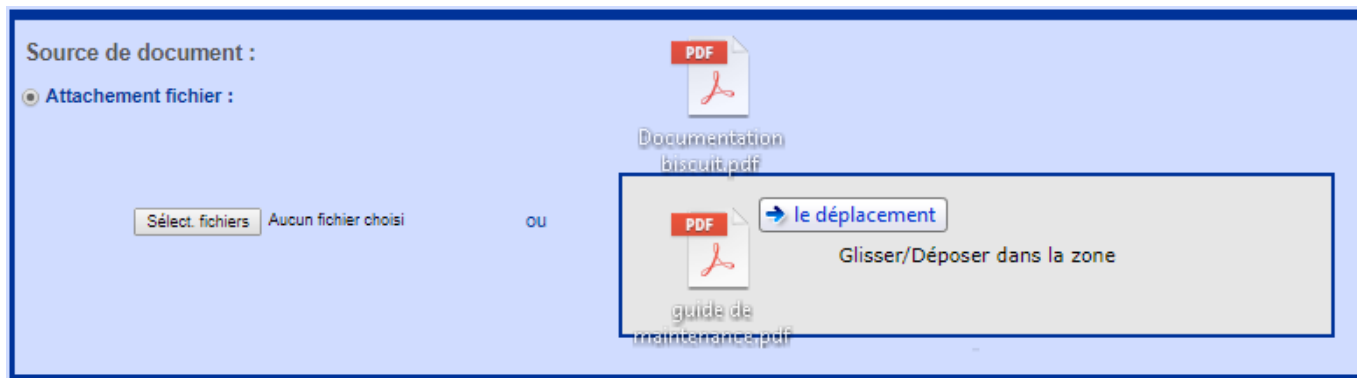 Source de document :
Attachement fichier :
PDF
Documentation
biscuit.pdf
Sélect. fichiers Aucun fichier choisi
ou
PDF
le déplacement
Glisser/Déposer dans la zone
guide de
maintenance.pdf